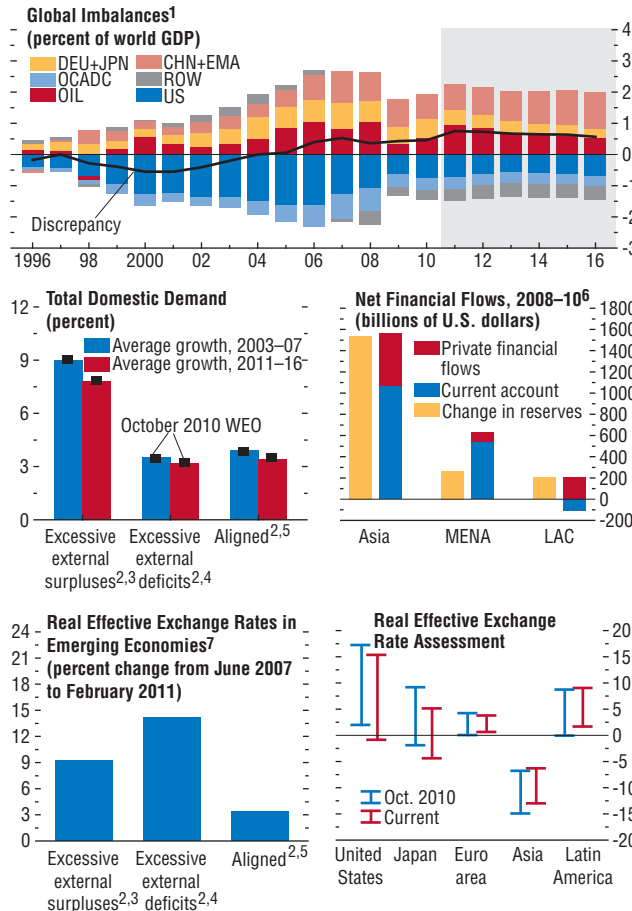 Global Imbalances1
(percent of world GDP)
DEU+JPN
CHN+EMA
OCADC
ROW
OIL
US
4
3
2
1
0
-1
-2
-3
Discrepancy
1996 98 2000 02 04 06 08 10 12 14 16
Total Domestic Demand
(percent)
12
9
6
3
0
Average growth, 2003–07
Average growth, 2011–16
October 2010 WEO
Excessive external surpluses2,3
Excessive external deficits2,4
Aligned2,5
Net Financial Flows, 2008–106
(billions of U.S. dollars)
1800
1600
1400
1200
1000
800
600
400
200
0
-200
Private financial flows
Current account
Change in reserves
Asia MENA LAC
Real Effective Exchange Rates in
Emerging Economies7
(percent change from June 2007
to February 2011)
24
21
18
15
12
9
6
3
0
Excessive external surpluses2,3
Excessive external deficits2,4
Aligned2,5
Real Effective Exchange
Rate Assessment
20
15
10
5
0
-5
-10
-15
-20
Oct. 2010
Current
United States
Japan
Euro area
Asia
Latin America